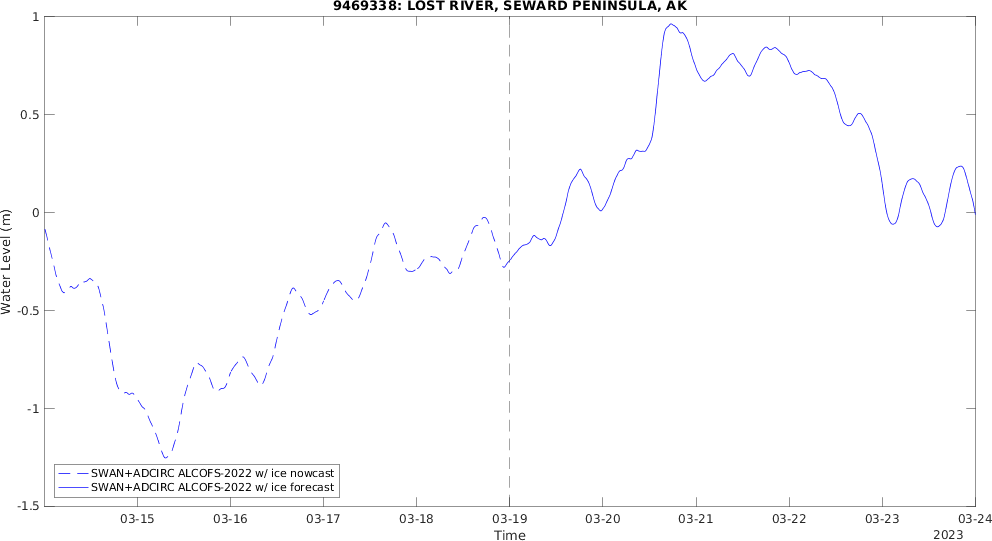 9469338: LOST RIVER, SEWARD PENINSULA, AK
1
0.5
0
-0.5
-1
-1.5
Water Level (m)
SWAN+ADCIRC ALCOFS-2022 w/ ice nowcast
SWAN+ADCIRC ALCOFS-2022 w/ ice forecast
03-15 03-16 03-17 03-18 03-19 03-20 03-21 03-22 03-23 03-24
Time
2023